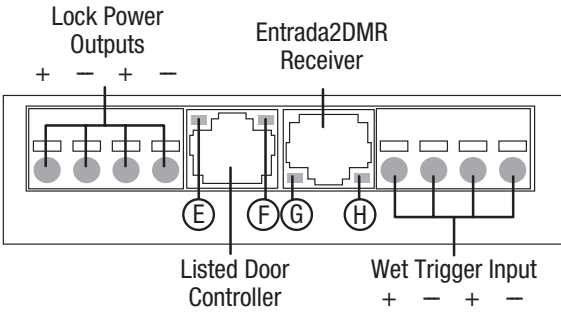 Lock Power
Outputs
+ — + —
Entrada2DMR
Receiver
E F G H
Listed Door
Controller
Wet Trigger Input
+ — + —